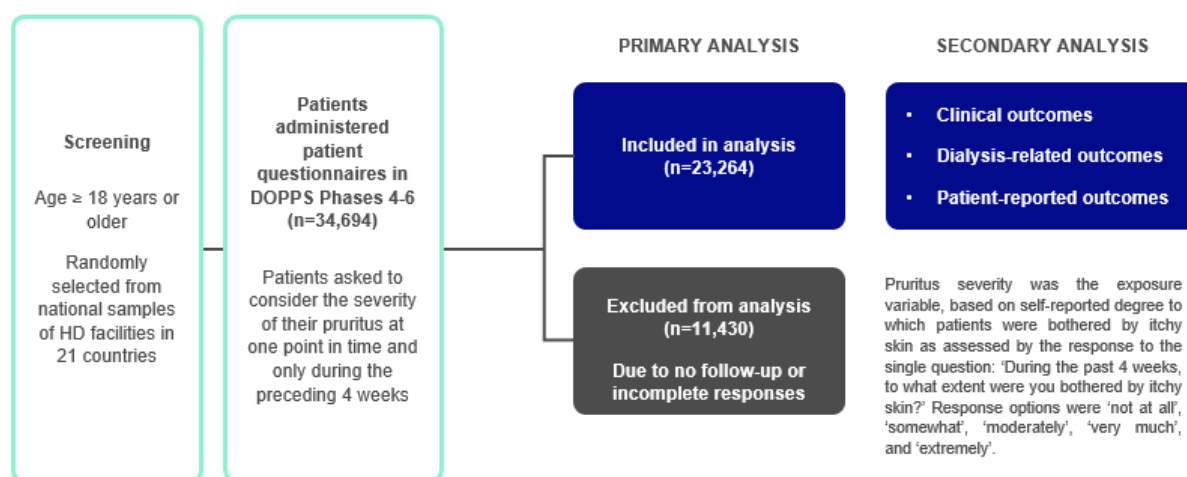 Screening
Age ≥ 18 years or
older
Randomly
selected from
national samples
of HD facilities in
21 countries
Patients
administered
patient
questionnaires in
DOPPS Phases 4-6
(n=34,694)
Patients asked to
consider the severity
of their pruritus at
one point in time and
only during the
preceding 4 weeks
PRIMARY ANALYSIS
Included in analysis
(n=23,264)
Excluded from analysis
(n=11,430)
Due to no follow-up or
incomplete responses
SECONDARY ANALYSIS
▪ Clinical outcomes
▪ Dialysis-related outcomes
▪ Patient-reported outcomes
Pruritus severity was the exposure
variable, based on self-reported degree to
which patients were bothered by itchy
skin as assessed by the response to the
single question: ‘During the past 4 weeks,
to what extent were you bothered by itchy
skin?’ Response options were ‘not at all’,
‘somewhat’, ‘moderately’, ‘very much’,
and ‘extremely’.